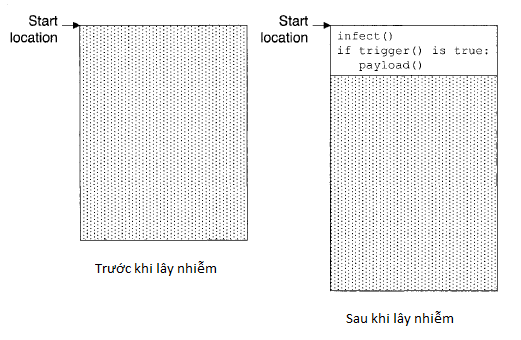 Start
location
Trước khi lây nhiễm
Start
location
infect()
if trigger() is true:
payload()
Sau khi lây nhiễm